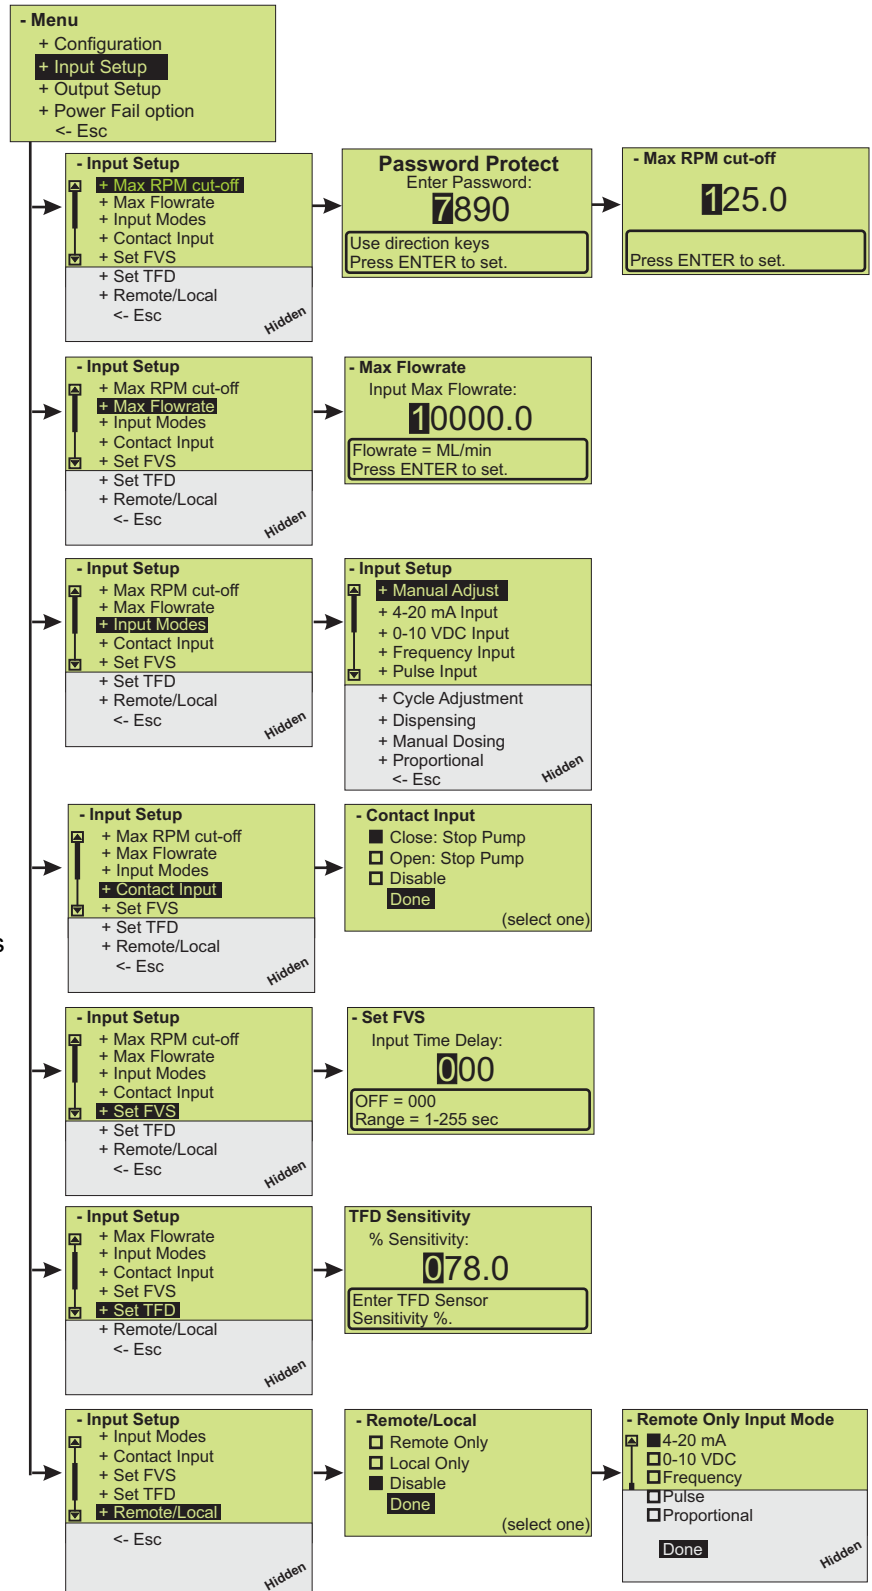 - Menu
+ Configuration
+ Input Setup
+ Output Setup
+ Power Fail option
<- Esc
- Input Setup
+ Max RPM cut-off
+ Max Flowrate
+ Input Modes
+ Contact Input
+ Set FVS
+ Set TFD
+ Remote/Local
<- Esc
Hidden
Password Protect
Enter Password:
7890
Use direction keys
Press ENTER to set.
- Max RPM cut-off
125.0
Press ENTER to set.
- Input Setup
+ Max RPM cut-off
+ Max Flowrate
+ Input Modes
+ Contact Input
+ Set FVS
+ Set TFD
+ Remote/Local
<- Esc
Hidden
- Max Flowrate
Input Max Flowrate:
10000.0
Flowrate = ML/min
Press ENTER to set.
- Input Setup
+ Max RPM cut-off
+ Max Flowrate
+ Input Modes
+ Contact Input
+ Set FVS
+ Set TFD
+ Remote/Local
<- Esc
Hidden
- Input Setup
+ Manual Adjust
+ 4-20 mA Input
+ 0-10 VDC Input
+ Frequency Input
+ Pulse Input
+ Cycle Adjustment
+ Dispensing
+ Manual Dosing
+ Proportional
<- Esc
Hidden
- Input Setup
+ Max RPM cut-off
+ Max Flowrate
+ Input Modes
+ Contact Input
+ Set FVS
+ Set TFD
+ Remote/Local
<- Esc
Hidden
- Contact Input
Close: Stop Pump
Open: Stop Pump
Disable
Done
(select one)
s
- Input Setup
+ Max RPM cut-off
+ Max Flowrate
+ Input Modes
+ Contact Input
+ Set FVS
+ Set TFD
+ Remote/Local
<- Esc
Hidden
- Set FVS
Input Time Delay:
000
OFF = 000
Range = 1-255 sec
- Input Setup
+ Max Flowrate
+ Input Modes
+ Contact Input
+ Set FVS
+ Set TFD
+ Remote/Local
<- Esc
Hidden
TFD Sensitivity
% Sensitivity:
078.0
Enter TFD Sensor
Sensitivity %.
- Input Setup
+ Input Modes
+ Contact Input
+ Set FVS
+ Set TFD
+ Remote/Local
<- Esc
Hidden
- Remote/Local
Remote Only
Local Only
Disable
Done
(select one)
- Remote Only Input Mode
4-20 mA
0-10 VDC
Frequency
Pulse
Proportional
Done
Hidden